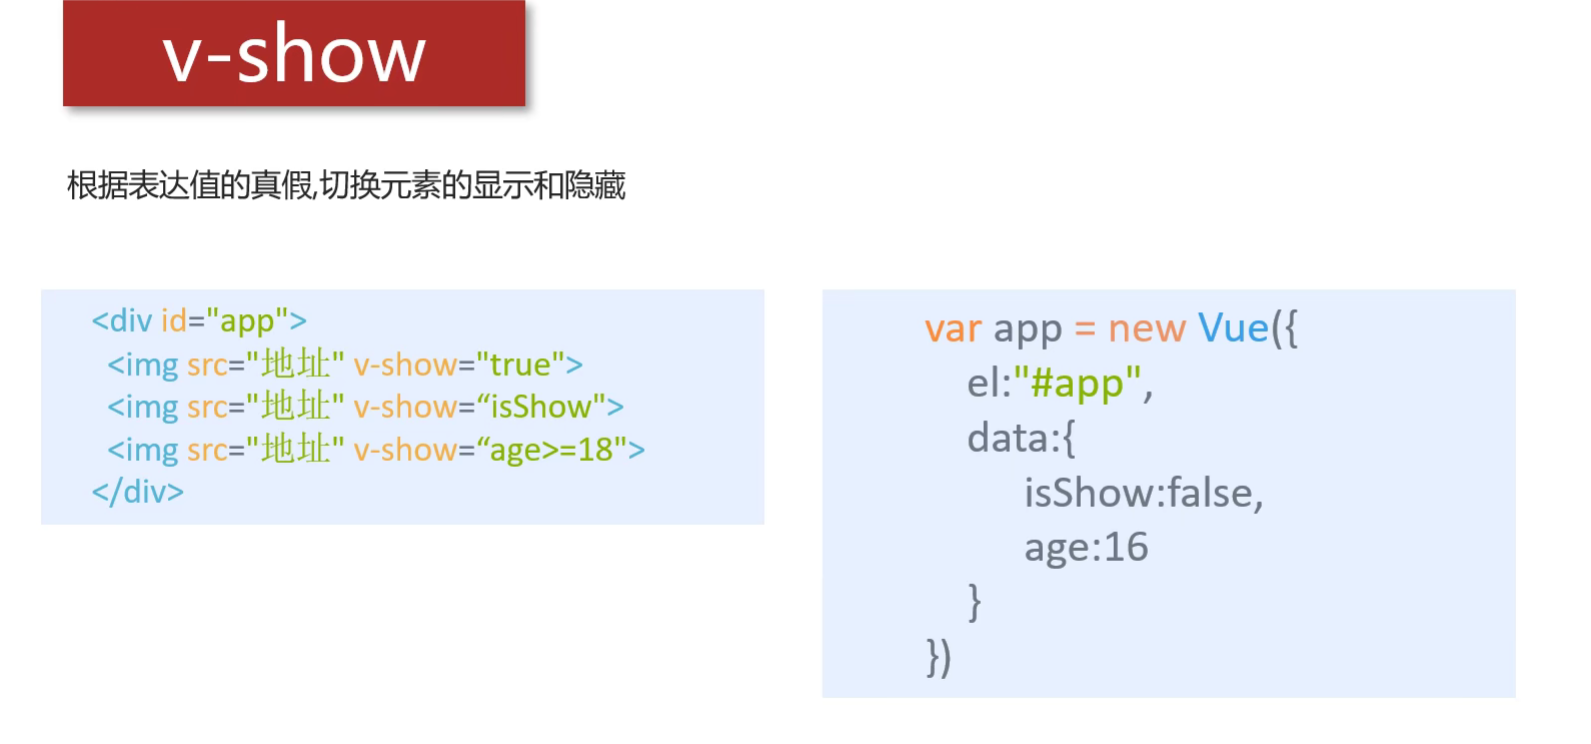 v-show
根据表达值的真假,切换元素的显示和隐藏
<div id="app">
<img src="地址" v-show="true">
<img src="地址" v-show=“isShow">
<img src="地址" v-show=“age>=18">
</div>
var app = new Vue({
el:"#app",
data:{
isShow:false,
age:16
}
})